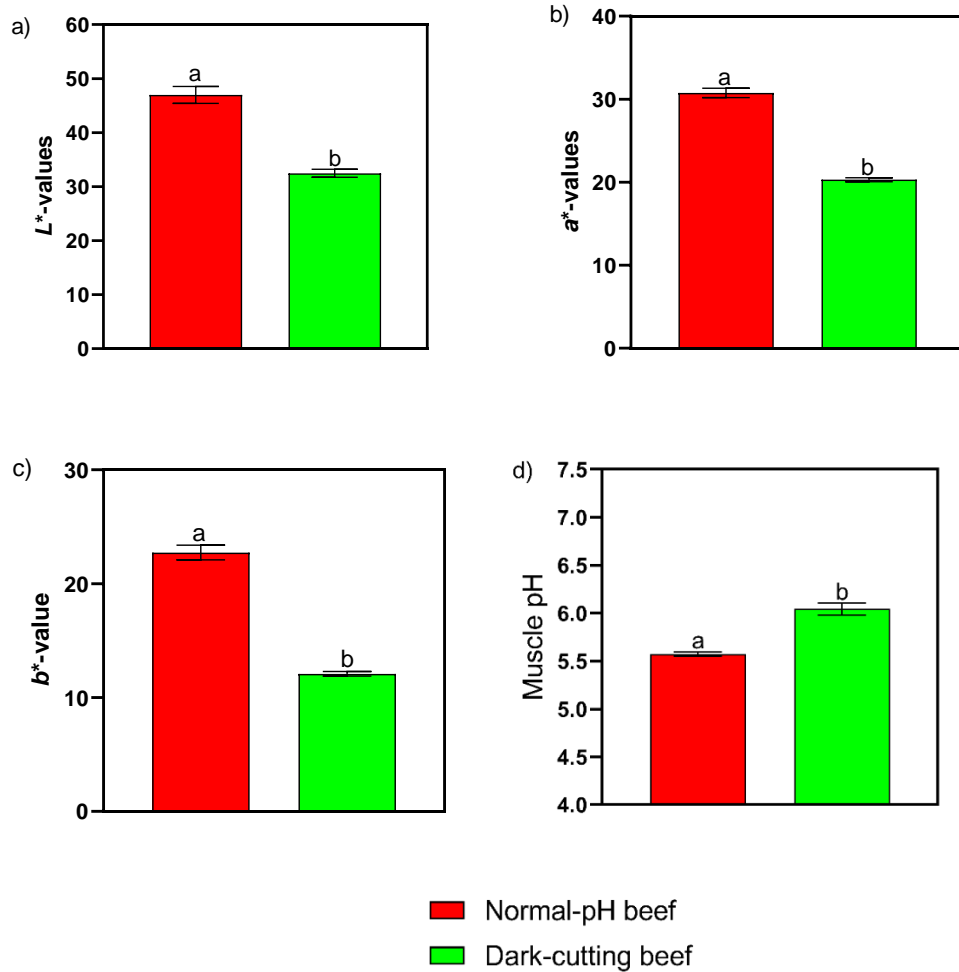 a)
60
50
40
30
20
10
0
L*-values
a
b
b)
40
30
20
10
0
a*-values
a
b
c)
30
20
10
0
b*-value
a
b
d)
7.5
7.0
6.5
6.0
5.5
5.0
4.5
4.0
Muscle pH
a
b
Normal-pH beef
Dark-cutting beef